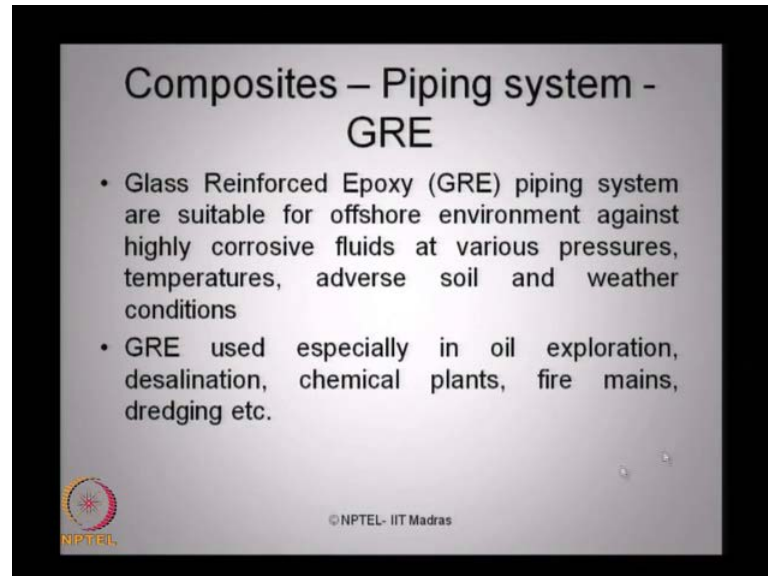 Composites – Piping system -
GRE
• Glass Reinforced Epoxy (GRE) piping system
are suitable for offshore environment against
highly corrosive fluids at various pressures,
temperatures, adverse soil and weather
conditions
• GRE used especially in oil exploration,
desalination, chemical plants, fire mains,
dredging etc.
NPTEL
© NPTEL- IIT Madras